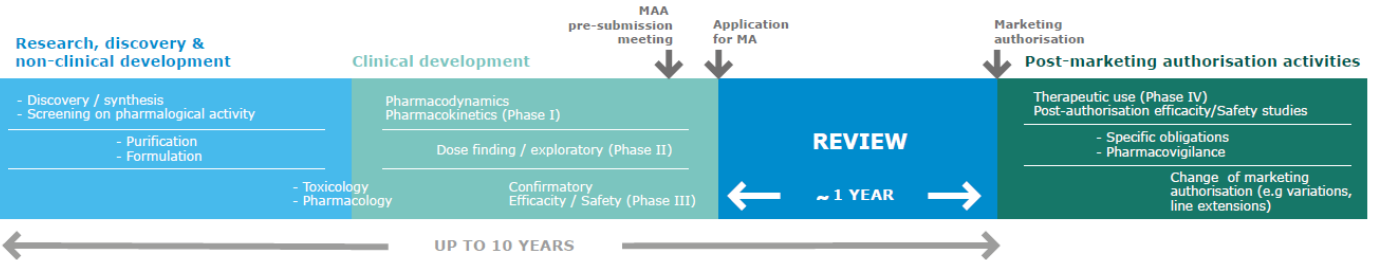 MAA
pre-submission
meeting
Application
for MA
Marketing
authorisation
Research, discovery &
non-clinical development
Clinical development
Post-marketing authorisation activities
- Discovery / synthesis
- Screening on pharmalogical activity
- Purification
- Formulation
- Toxicology
- Pharmacology
Pharmacodynamics
Pharmacokinetics (Phase I)
Dose finding / exploratory (Phase II)
Confirmatory
Efficacy / Safety (Phase III)
REVIEW
~ 1 YEAR
Therapeutic use (Phase IV)
Post-authorisation efficacity/Safety studies
- Specific obligations
- Pharmacovigilance
Change of marketing
authorisation (e.g variations,
line extensions)
UP TO 10 YEARS